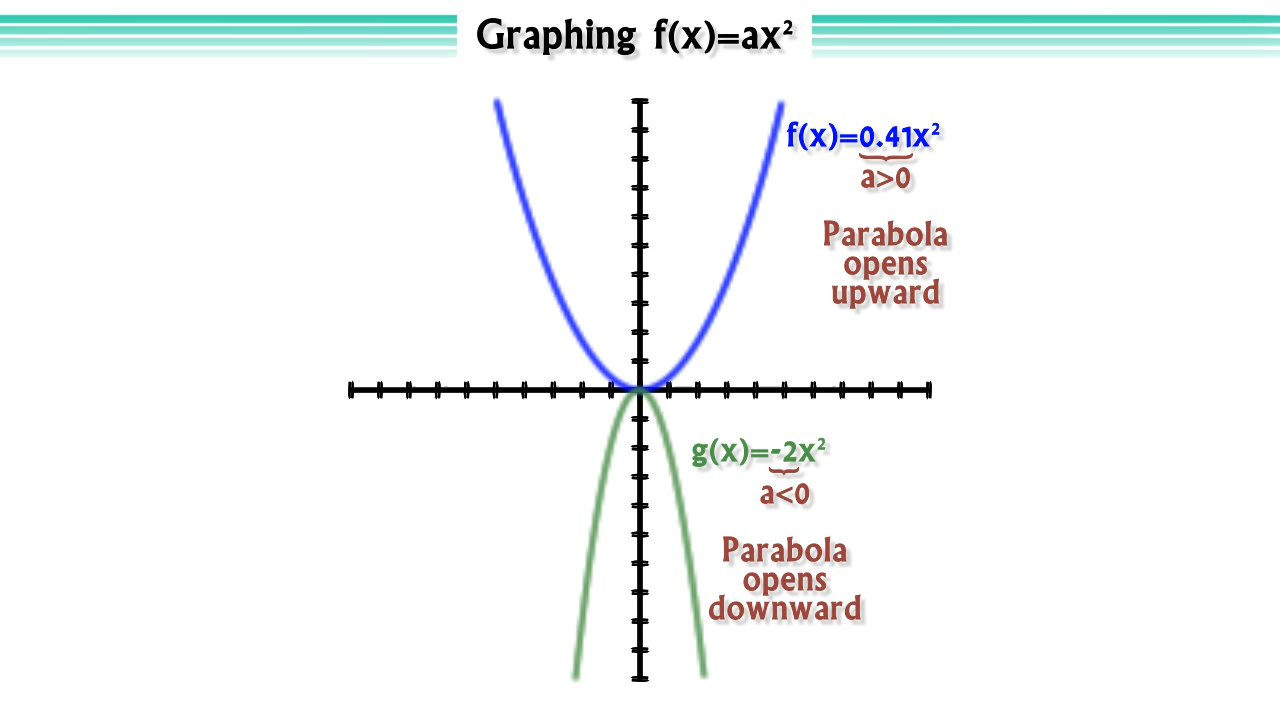 Graphing f(x)=ax²
f(x)=0.41x²
a>0
Parabola
opens
upward
g(x)=-2x²
a<0
Parabola
opens
downward